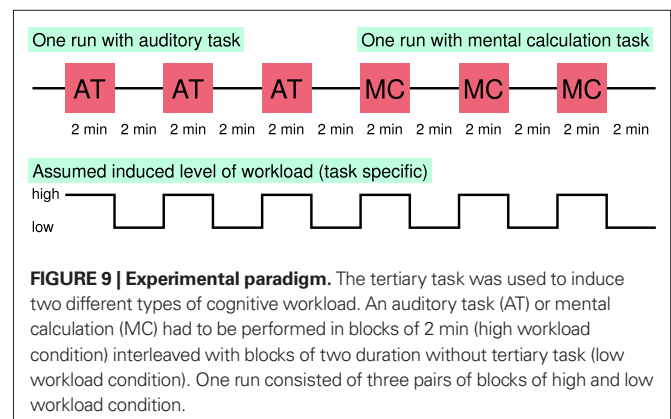 One run with auditory task One run with mental calculation task
AT AT AT MC MC MC
2 min 2 min 2 min 2 min 2 min 2 min 2 min 2 min 2 min 2 min 2 min 2 min
Assumed induced level of workload (task specific)
high
low
FIGURE 9 | Experimental paradigm. The tertiary task was used to induce
two different types of cognitive workload. An auditory task (AT) or mental
calculation (MC) had to be performed in blocks of 2 min (high workload
condition) interleaved with blocks of two duration without tertiary task (low
workload condition). One run consisted of three pairs of blocks of high and low
workload condition.